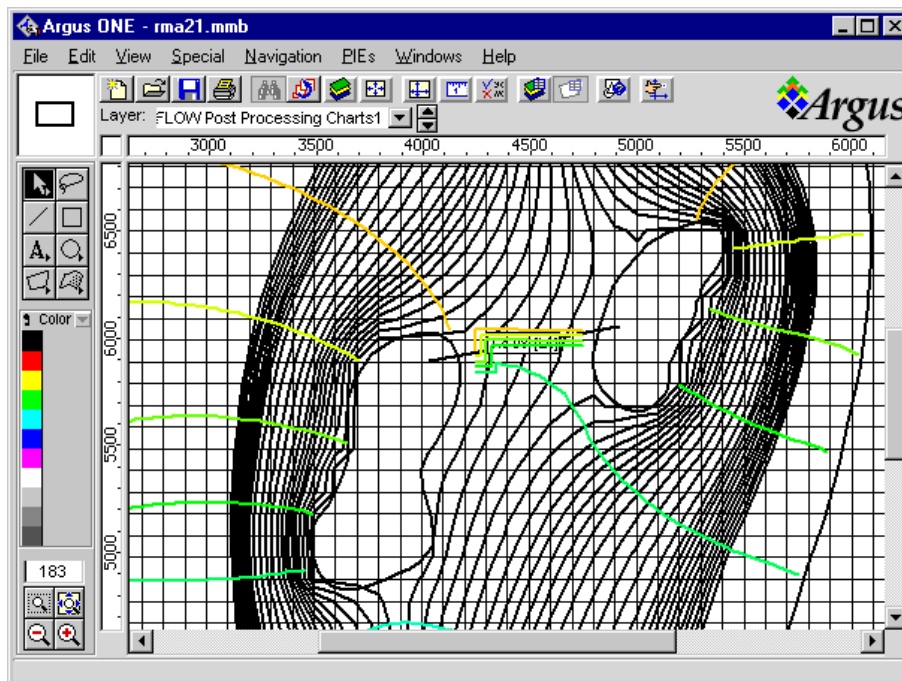 Argus ONE - rma21.mmb
File Edit View Special Navigation PIEs Windows Help
Argus
Layer: FLOW Post Processing Charts1
3000 3500 4000 4500 5000 5500 6000
6500
6000
5500
5000
A
Color
183